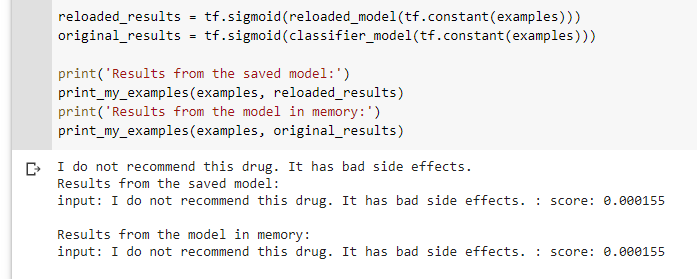 reloaded_results = tf.sigmoid(reloaded_model(tf.constant(examples)))
original_results = tf.sigmoid(classifier_model(tf.constant(examples)))
print('Results from the saved model:')
print_my_examples(examples, reloaded_results)
print('Results from the model in memory:')
print_my_examples(examples, original_results)
I do not recommend this drug. It has bad side effects.
Results from the saved model:
input: I do not recommend this drug. It has bad side effects. : score: 0.000155
Results from the model in memory:
input: I do not recommend this drug. It has bad side effects. : score: 0.000155